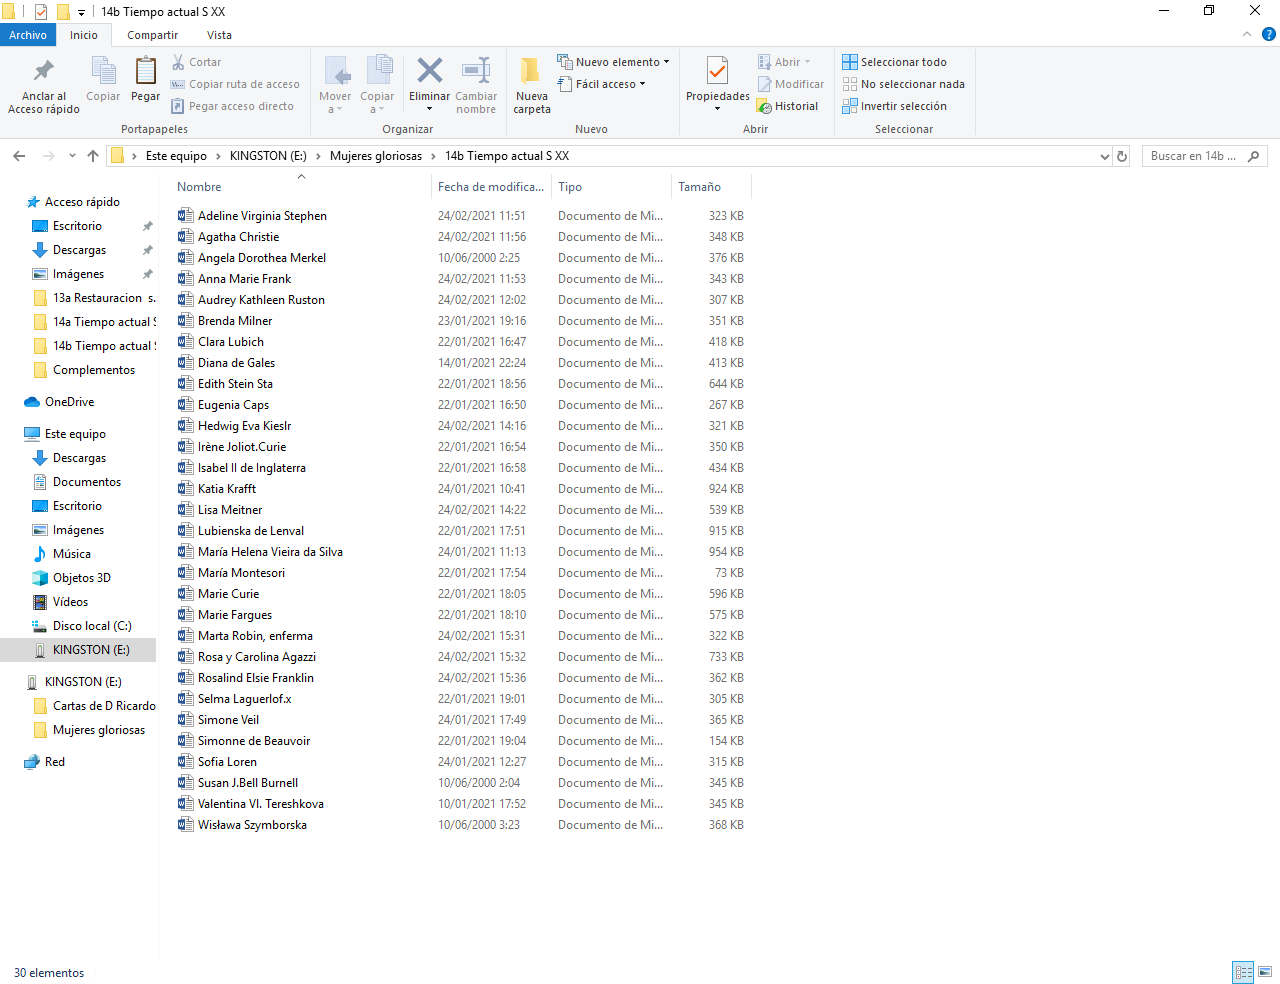 14b Tiempo actual S XX
Archivo Inicio Compartir Vista
Anclar al Acceso rápido
Copiar
Pegar
Cortar
Copiar ruta de acceso
Pegar acceso directo
Portapapeles
Mover a
Copiar a
Eliminar
Cambiar nombre
Organizar
Nueva carpeta
Nuevo elemento
Fácil acceso
Nuevo
Propiedades
Abrir
Modificar
Historial
Abrir
Seleccionar todo
No seleccionar nada
Invertir selección
Seleccionar
Este equipo > KINGSTON (E:) > Mujeres gloriosas > 14b Tiempo actual S XX
Buscar en 14b ...
Acceso rápido
Escritorio
Descargas
Imágenes
13a Restauracion s.
14a Tiempo actual S
14b Tiempo actual S
Complementos
OneDrive
Este equipo
Descargas
Documentos
Escritorio
Imágenes
Música
Objetos 3D
Vídeos
Disco local (C:)
KINGSTON (E:)
KINGSTON (E:)
Cartas de D Ricardo
Mujeres gloriosas
Red
Nombre Fecha de modifica... Tipo Tamaño
Adeline Virginia Stephen 24/02/2021 11:51 Documento de Mi... 323 KB
Agatha Christie 24/02/2021 11:56 Documento de Mi... 348 KB
Angela Dorothea Merkel 10/06/2000 2:25 Documento de Mi... 376 KB
Anna Marie Frank 24/02/2021 11:53 Documento de Mi... 343 KB
Audrey Kathleen Ruston 24/02/2021 12:02 Documento de Mi... 307 KB
Brenda Milner 23/01/2021 19:16 Documento de Mi... 351 KB
Clara Lubich 22/01/2021 16:47 Documento de Mi... 418 KB
Diana de Gales 14/01/2021 22:24 Documento de Mi... 413 KB
Edith Stein Sta 22/01/2021 18:56 Documento de Mi... 644 KB
Eugenia Caps 22/01/2021 16:50 Documento de Mi... 267 KB
Hedwig Eva Kieslr 24/02/2021 14:16 Documento de Mi... 321 KB
Irène Joliot.Curie 22/01/2021 16:54 Documento de Mi... 350 KB
Isabel II de Inglaterra 22/01/2021 16:58 Documento de Mi... 434 KB
Katia Krafft 24/01/2021 10:41 Documento de Mi... 924 KB
Lisa Meitner 24/02/2021 14:22 Documento de Mi... 539 KB
Lubienska de Lenval 22/01/2021 17:51 Documento de Mi... 915 KB
María Helena Vieira da Silva 24/01/2021 11:13 Documento de Mi... 954 KB
María Montesori 22/01/2021 17:54 Documento de Mi... 73 KB
Marie Curie 22/01/2021 18:05 Documento de Mi... 596 KB
Marie Fargues 22/01/2021 18:10 Documento de Mi... 575 KB
Marta Robin, enferma 24/02/2021 15:31 Documento de Mi... 322 KB
Rosa y Carolina Agazzi 24/02/2021 15:32 Documento de Mi... 733 KB
Rosalind Elsie Franklin 24/02/2021 15:36 Documento de Mi... 362 KB
Selma Laguerlof.x 22/01/2021 19:01 Documento de Mi... 305 KB
Simone Veil 24/01/2021 17:49 Documento de Mi... 365 KB
Simonne de Beauvoir 22/01/2021 19:04 Documento de Mi... 154 KB
Sofia Loren 24/01/2021 12:27 Documento de Mi... 315 KB
Susan J.Bell Burnell 10/06/2000 2:04 Documento de Mi... 345 KB
Valentina Vl. Tereshkova 10/01/2021 17:52 Documento de Mi... 345 KB
Wisława Szymborska 10/06/2000 3:23 Documento de Mi... 368 KB
30 elementos